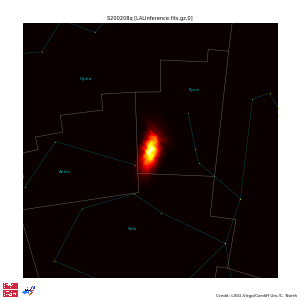 S200208q [LALInference.fits.gz,0]
Hydra
Pyxis
Antlia
Vela
Credit: LIGO-Virgo/Cardiff Uni./C. North